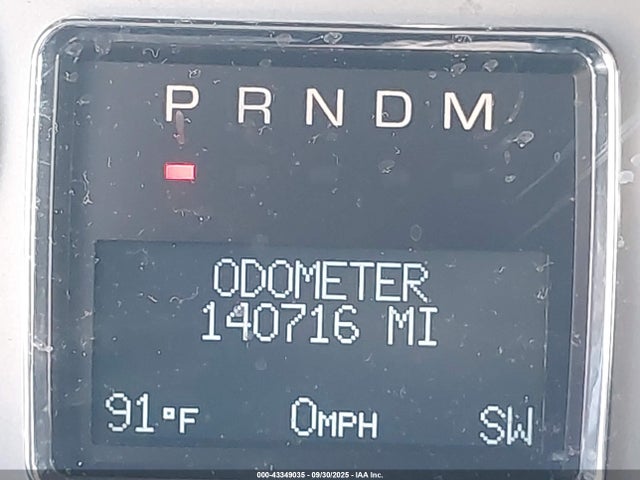 P R N D M
ODOMETER
140716 MI
91°F 0MPH SW
000-43349035 - 09/30/2025 - IAA Inc.